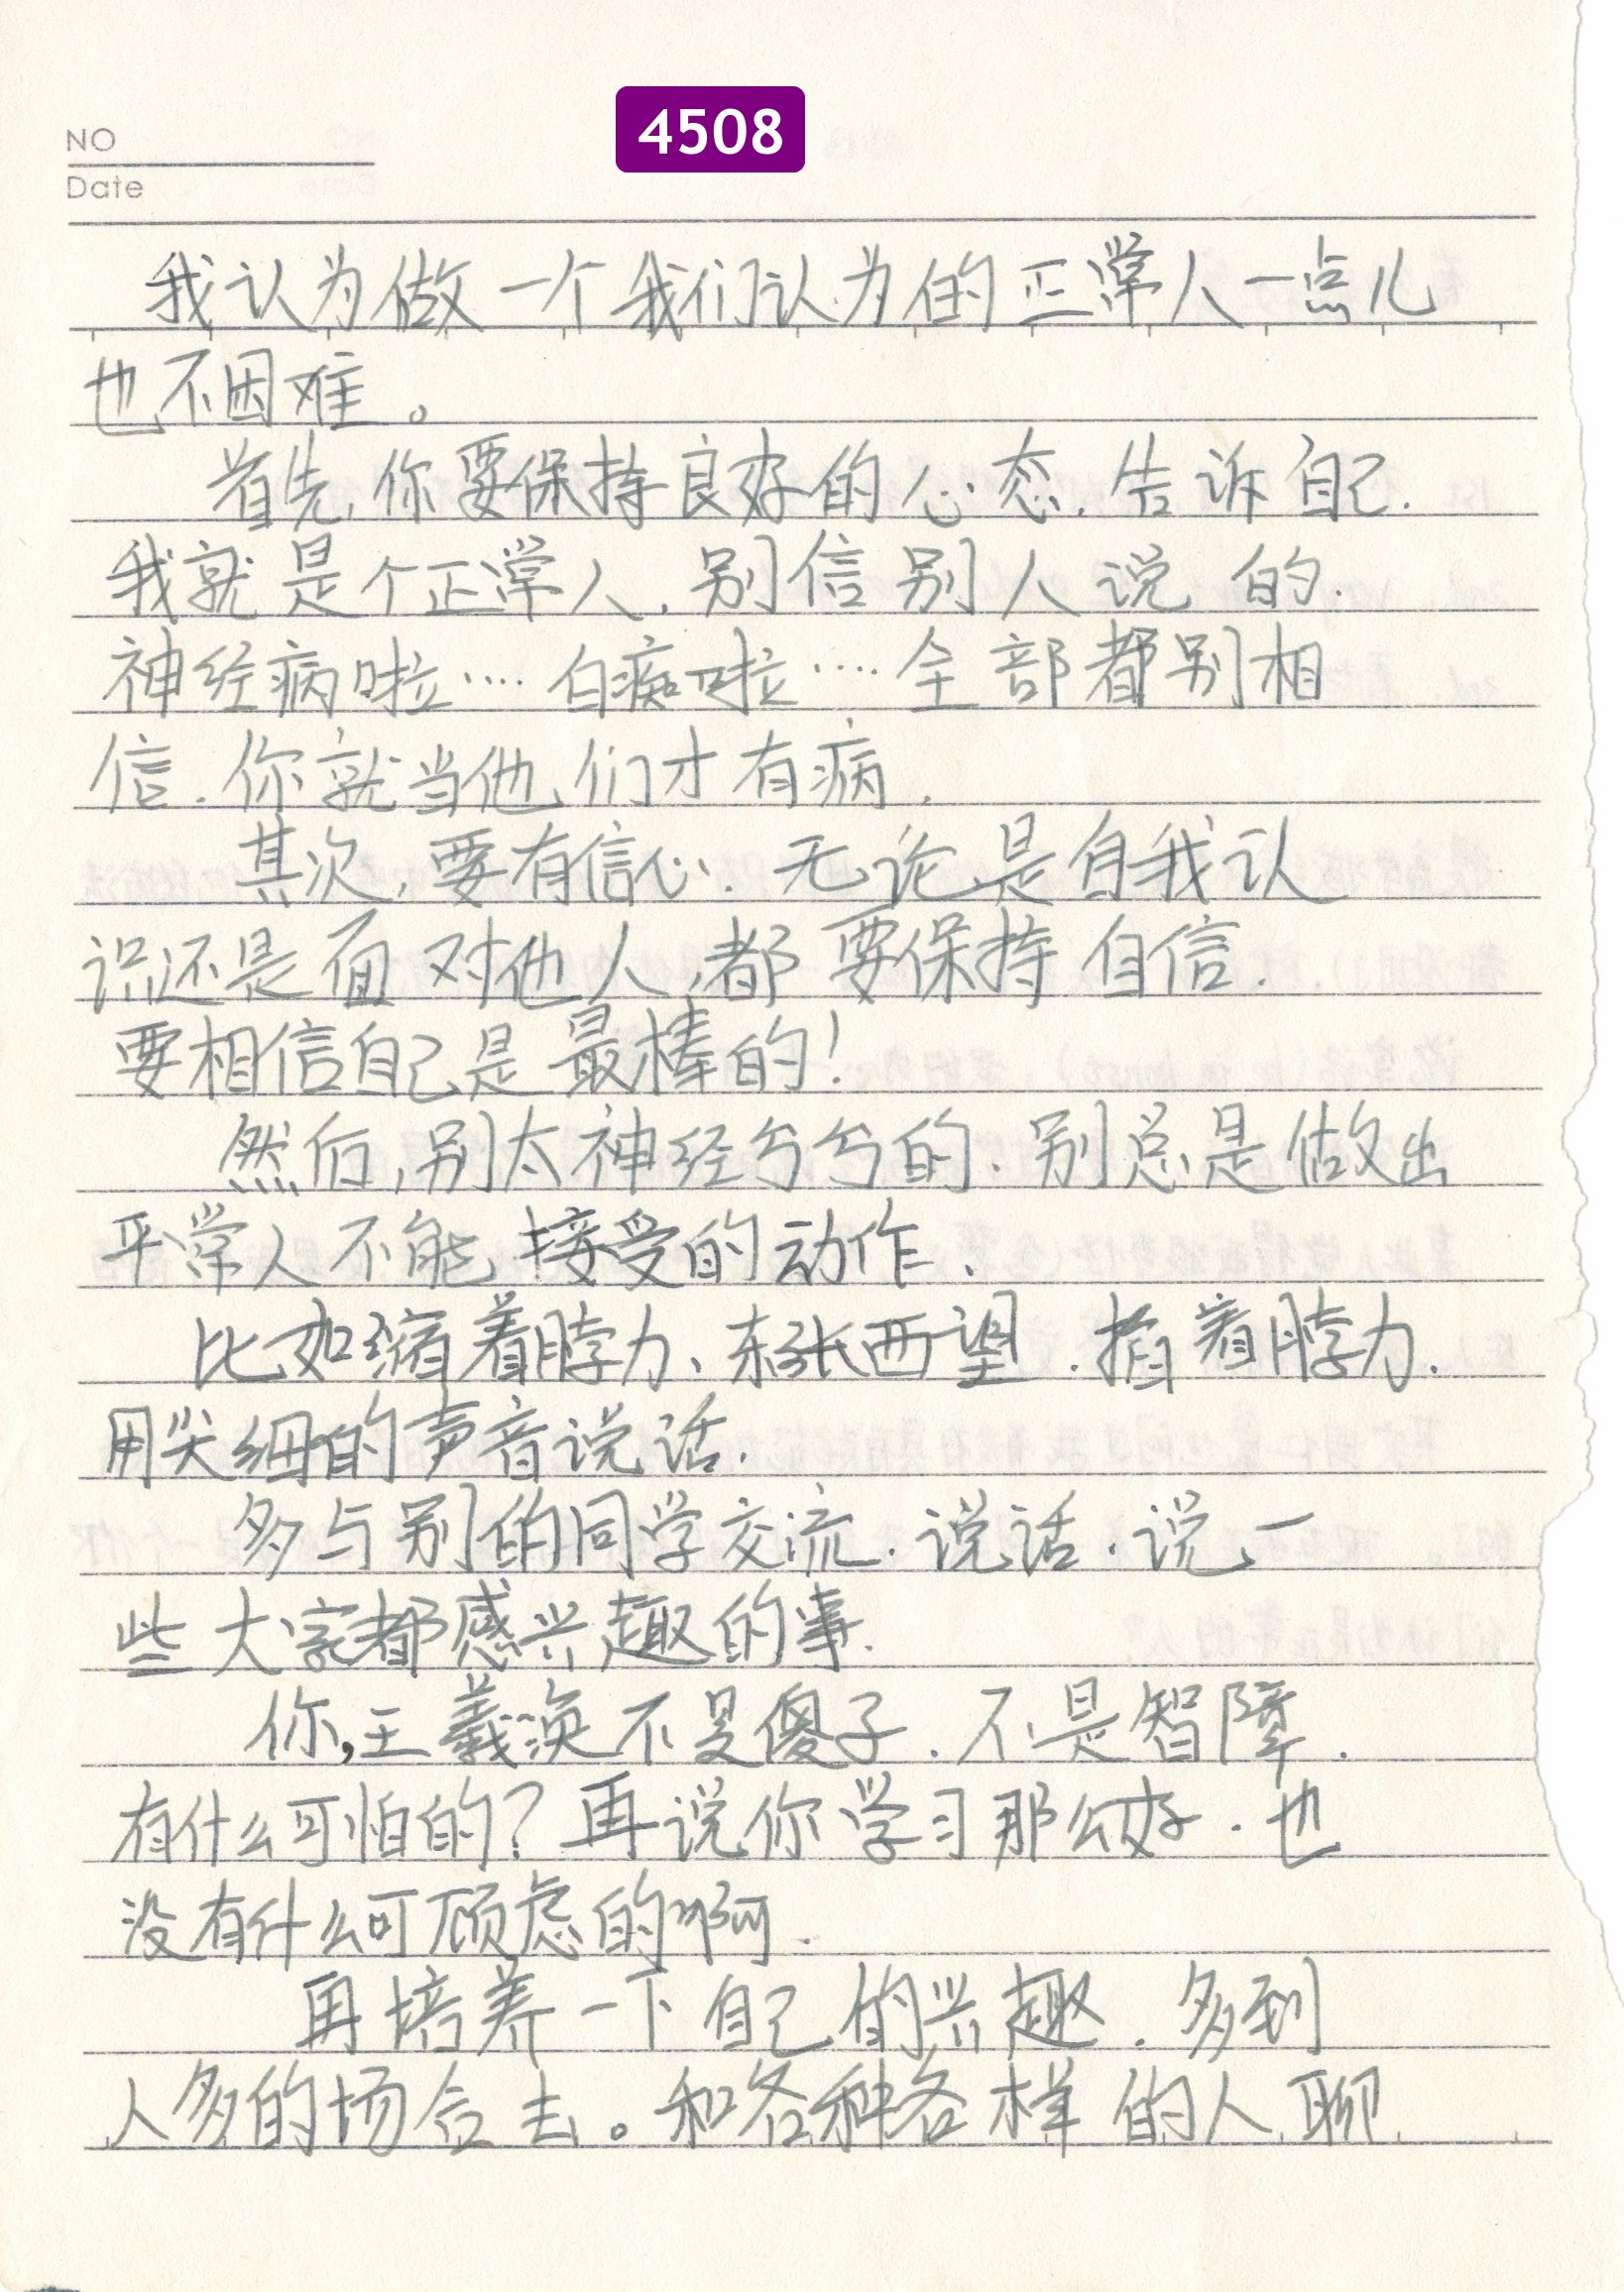 4508
NO
Date
我认为做一个我们认为的正常人一点儿
也不困难。
首先,你要保持良好的心态.告诉自己.
我就是个正常人.别信别人说的.
神经病啦····白痴啦····全部都别相
信.你就当他们才有病.
其次,要有信心.无论是自我认
识还是面对他人,都要保持自信.
要相信自己是最棒的!
然后,别太神经兮兮的.别总是做出
平常人不能接受的动作.
比如缩着脖力、东张西望.掐着脖力.
用尖细的声音说话.
多与别的同学交流.说话.说一
些大家都感兴趣的事.
你,王羲涣不是傻子.不是智障.
有什么可怕的?再说你学习那么好.也
没有什么可顾虑的啊.
再培养一下自己的兴趣.多到
人多的场合去。和各种各样的人聊